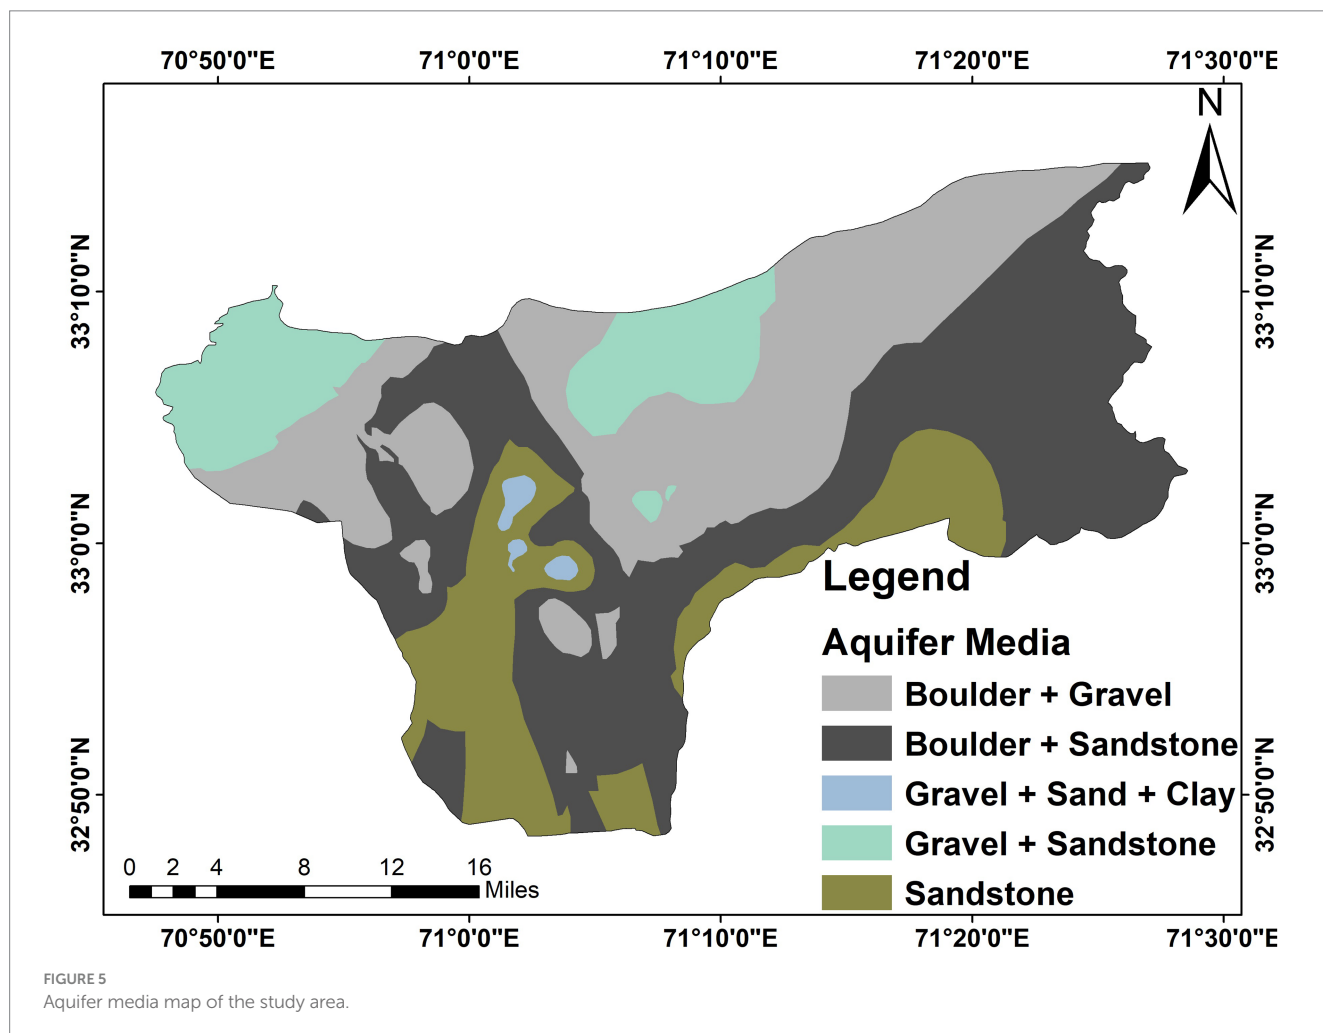 70°50'0"E 71°0'0"E 71°10'0"E 71°20'0"E 71°30'0"E
N
33°10'0"N 33°10'0"N
33°0'0"N 33°0'0"N
Legend
Aquifer Media
Boulder + Gravel
Boulder + Sandstone
32°50'0"N 32°50'0"N
Gravel + Sand + Clay
Gravel + Sandstone
0 2 4 8 12 16
Miles
Sandstone
70°50'0"E 71°0'0"E 71°10'0"E 71°20'0"E 71°30'0"E
FIGURE 5
Aquifer media map of the study area.